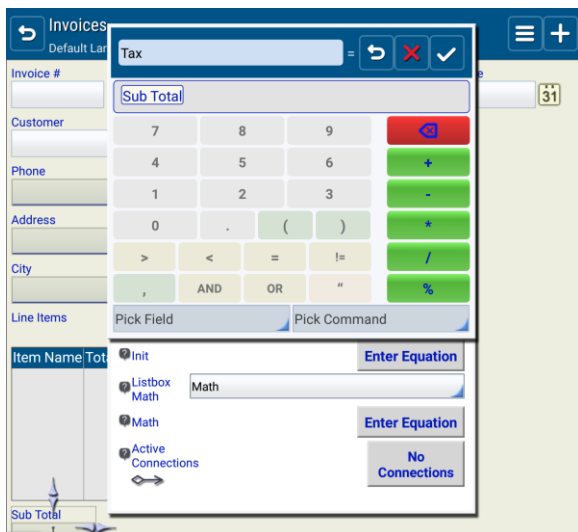 Invoices
Default Lar
Tax =
Invoice #
e
31
Sub Total
Customer
7 8 9
4 5 6 +
Phone
1 2 3 -
Address
0 . ( ) *
> < = != /
City
, AND OR " %
Line Items
Pick Field Pick Command
Item Name Tot
Init Enter Equation
Listbox
Math
Math
Math Enter Equation
Active
Connections
No
Connections
Sub Total